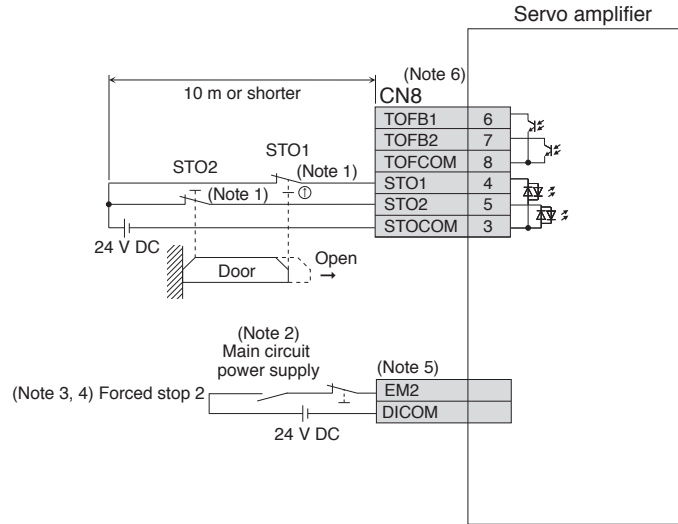 Servo amplifier
(Note 6)
10 m or shorter
CN8
TOFB1 6
TOFB2 7
TOFCOM 8
STO1 4
STO2 5
STOCOM 3
STO1
STO2
(Note 1)
(Note 1)
24 V DC
Door
Open
(Note 2)
Main circuit
power supply
(Note 5)
(Note 3, 4) Forced stop 2
EM2
DICOM
24 V DC